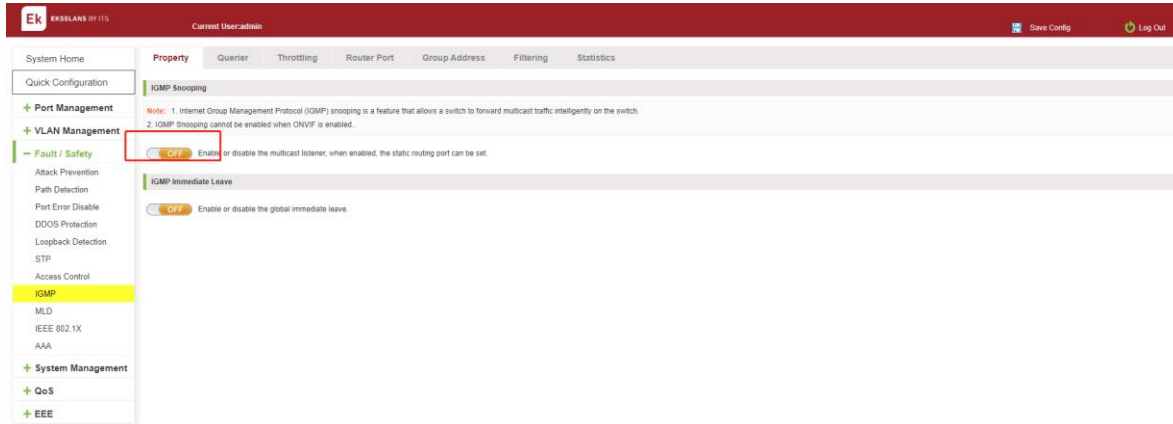 Ek EKSELANS BY ITS
Current User:admin
Save Config
Log Out
System Home
Quick Configuration
+ Port Management
+ VLAN Management
− Fault / Safety
Attack Prevention
Path Detection
Port Error Disable
DDOS Protection
Loopback Detection
STP
Access Control
IGMP
MLD
IEEE 802.1X
AAA
+ System Management
+ QoS
+ EEE
Property Querier Throttling Router Port Group Address Filtering Statistics
IGMP Snooping
Note: 1. Internet Group Management Protocol (IGMP) snooping is a feature that allows a switch to forward multicast traffic intelligently on the switch.
2. IGMP Snooping cannot be enabled when ONVIF is enabled..
OFF Enable or disable the multicast listener, when enabled, the static routing port can be set.
IGMP Immediate Leave
OFF Enable or disable the global immediate leave.